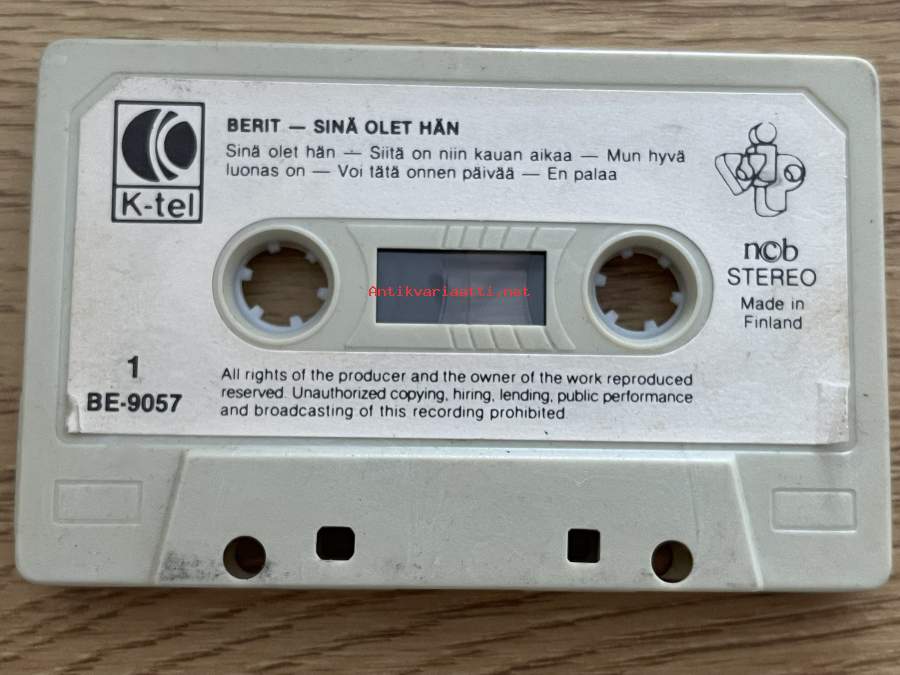 K-tel
BERIT — SINÄ OLET HÄN
Sinä olet hän — Siitä on niin kauan aikaa — Mun hyvä
luonas on — Voi tätä onnen päivää — En palaa
ncb
STEREO
Made in
Finland
Antikvariaatti.net
1
BE-9057
All rights of the producer and the owner of the work reproduced
reserved. Unauthorized copying, hiring, lending, public performance
and broadcasting of this recording prohibited.